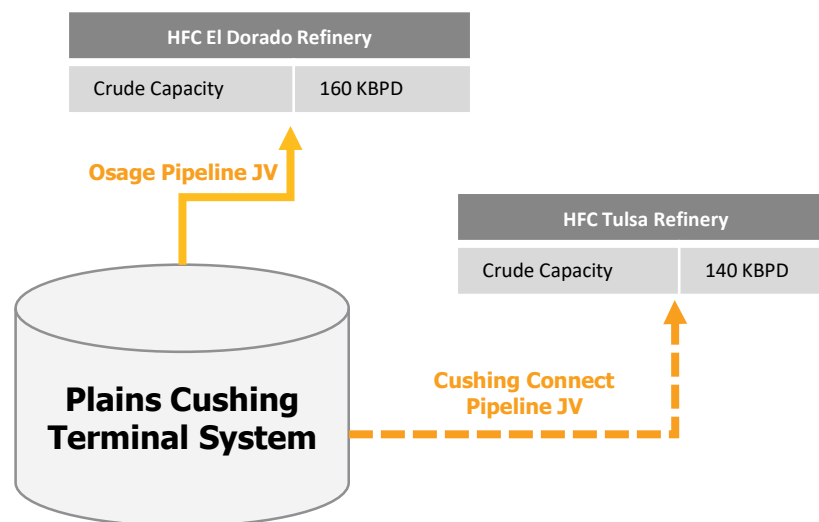 HFC El Dorado Refinery
Crude Capacity 160 KBPD
Osage Pipeline JV
HFC Tulsa Refinery
Crude Capacity 140 KBPD
Cushing Connect
Pipeline JV
Plains Cushing
Terminal System